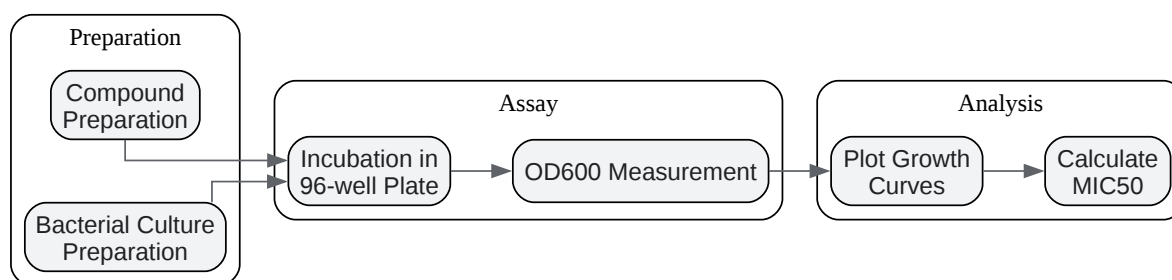 Preparation
Compound
Preparation
Bacterial Culture
Preparation
Assay
Incubation in
96-well Plate
OD600 Measurement
Analysis
Plot Growth
Curves
Calculate
MIC50